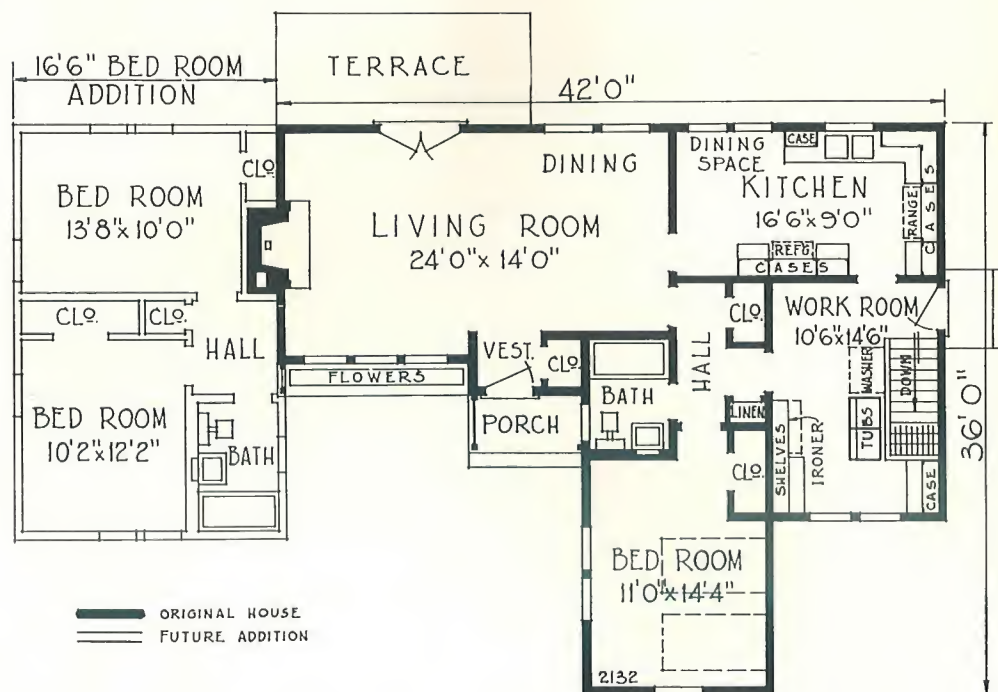 16'6" BED ROOM
ADDITION
TERRACE
42'0"
CLO.
BED ROOM
13'8"x10'0"
DINING
LIVING ROOM
24'0"x 14'0"
DINING
SPACE
CASE
KITCHEN
16'6"x9'0"
RANGE
CASES
REFG
CASES
CLO.
CLO.
HALL
BED ROOM
10'2"x12'2"
BATH
FLOWERS
VEST.
CLO.
PORCH
BATH
HALL
CLO.
LINEN
CLO.
WORK ROOM
10'6"x14'6"
WASHER
DOWN
TUBS
SHELVES
IRONER
CASE
36'0"
BED ROOM
11'0"x14'4"
2132
ORIGINAL HOUSE
FUTURE ADDITION